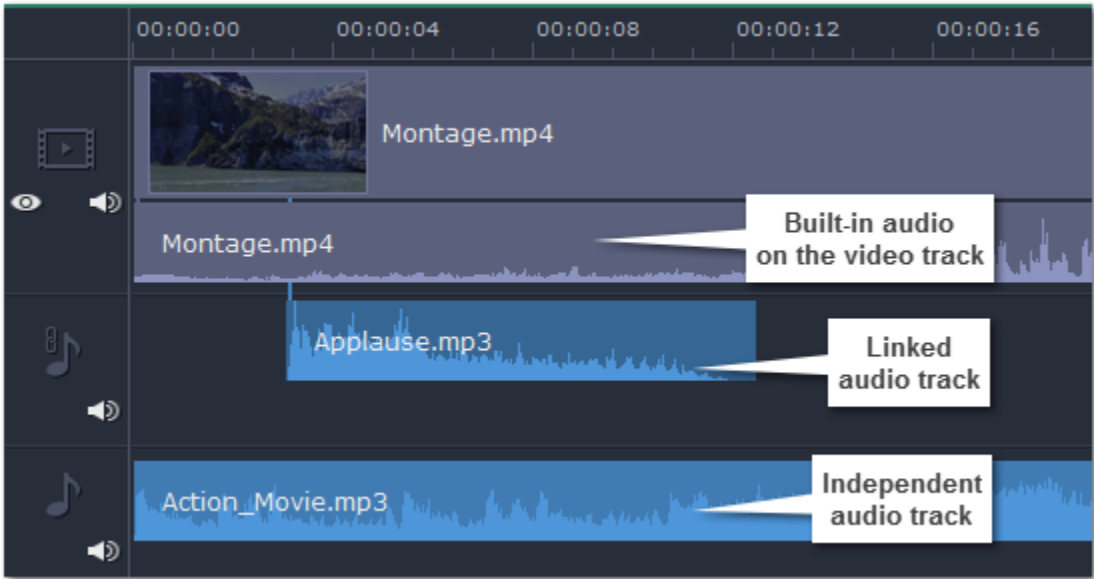 00:00:00 00:00:04 00:00:08 00:00:12 00:00:16
Montage.mp4
Montage.mp4
Built-in audio
on the video track
Applause.mp3
Linked
audio track
Action_Movie.mp3
Independent
audio track